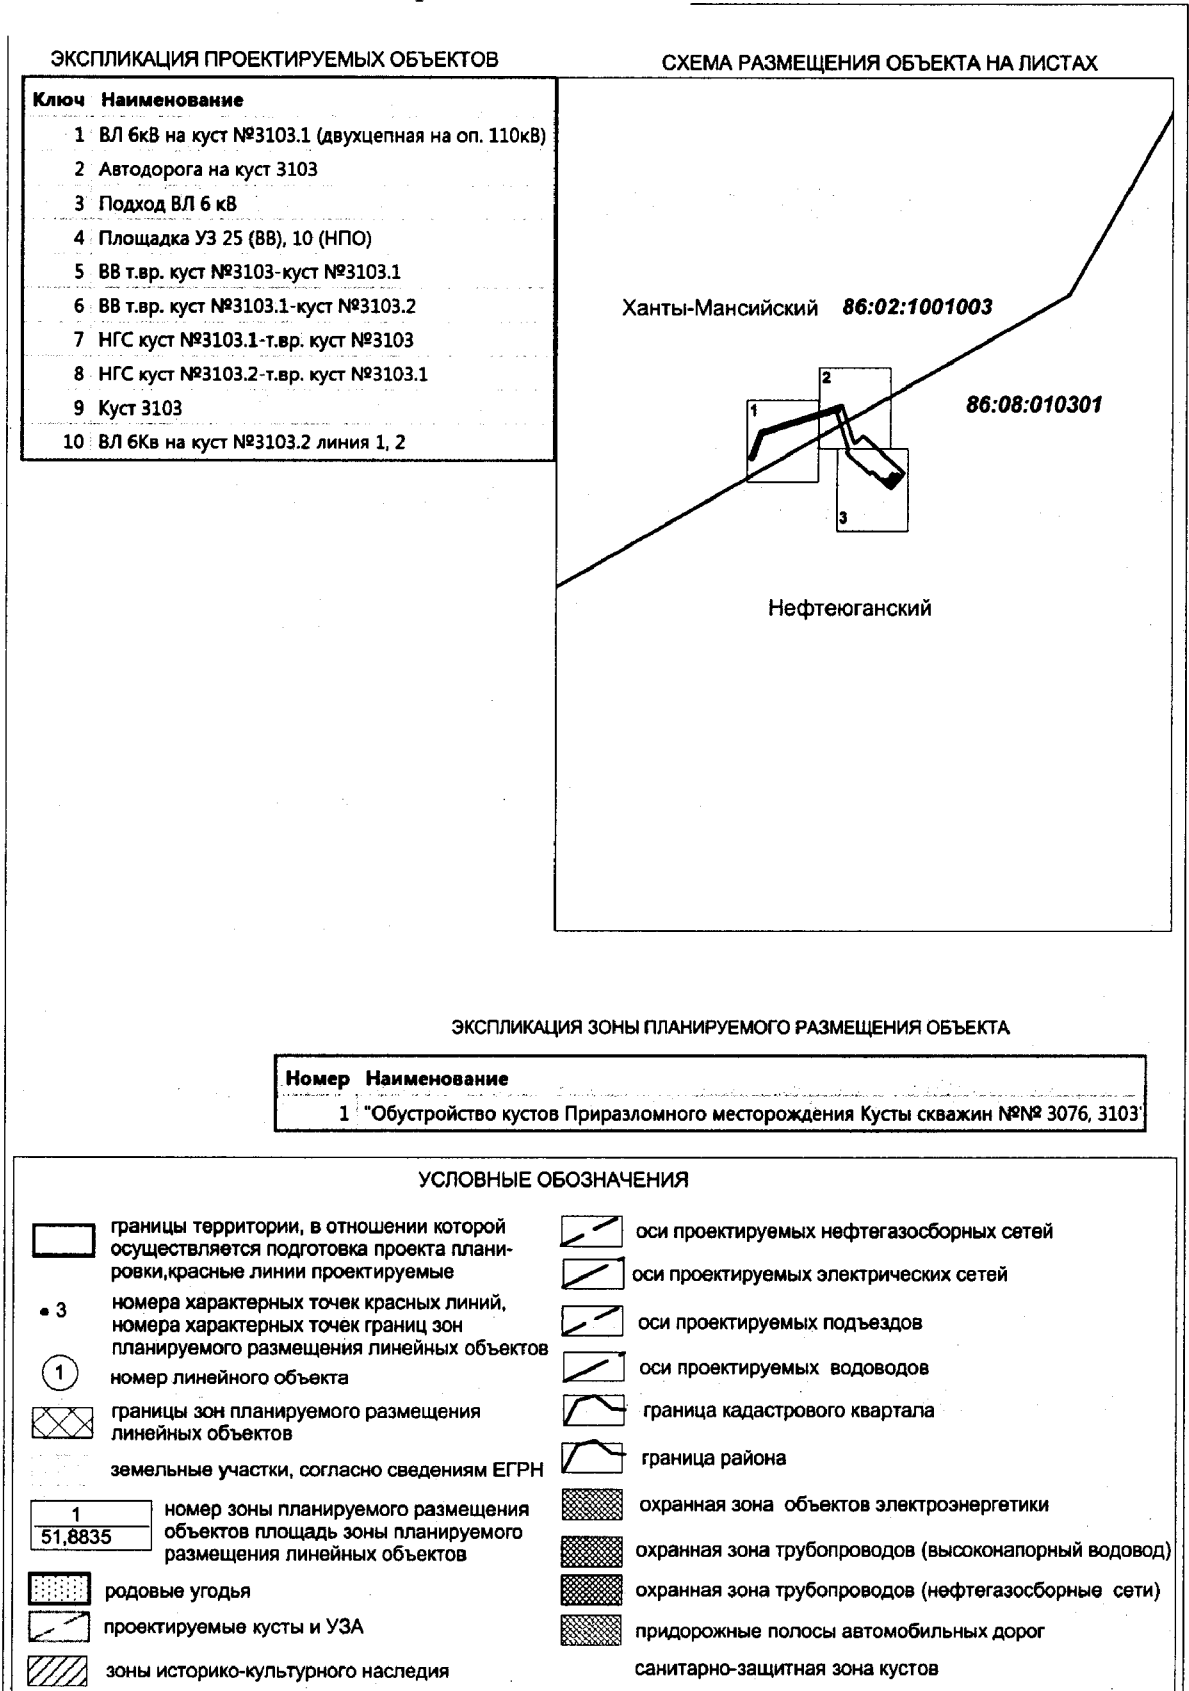 ЭКСПЛИКАЦИЯ ПРОЕКТИРУЕМЫХ ОБЪЕКТОВ
Ключ Наименование
1 ВЛ 6кВ на куст №3103.1 (двухцепная на оп. 110кВ)
2 Автодорога на куст 3103
3 Подход ВЛ 6 кВ
4 Площадка УЗ 25 (ВВ), 10 (НПО)
5 ВВ т.вр. куст №3103-куст №3103.1
6 ВВ т.вр. куст №3103.1-куст №3103.2
7 НГС куст №3103.1-т.вр. куст №3103
8 НГС куст №3103.2-т.вр. куст №3103.1
9 Куст 3103
10 ВЛ 6Кв на куст №3103.2 линия 1, 2
СХЕМА РАЗМЕЩЕНИЯ ОБЪЕКТА НА ЛИСТАХ
Ханты-Мансийский 86:02:1001003
2
1
86:08:010301
3
Нефтеюганский
ЭКСПЛИКАЦИЯ ЗОНЫ ПЛАНИРУЕМОГО РАЗМЕЩЕНИЯ ОБЪЕКТА
Номер Наименование
1 "Обустройство кустов Приразломного месторождения Кусты скважин №№ 3076, 3103"
УСЛОВНЫЕ ОБОЗНАЧЕНИЯ
границы территории, в отношении которой
осуществляется подготовка проекта плани-
ровки,красные линии проектируемые
3 номера характерных точек красных линий,
номера характерных точек границ зон
планируемого размещения линейных объектов
1 номер линейного объекта
границы зон планируемого размещения
линейных объектов
земельные участки, согласно сведениям ЕГРН
1
51,8835
номер зоны планируемого размещения
объектов площадь зоны планируемого
размещения линейных объектов
родовые угодья
проектируемые кусты и УЗА
зоны историко-культурного наследия
оси проектируемых нефтегазосборных сетей
оси проектируемых электрических сетей
оси проектируемых подъездов
оси проектируемых водоводов
граница кадастрового квартала
граница района
охранная зона объектов электроэнергетики
охранная зона трубопроводов (высоконапорный водовод)
охранная зона трубопроводов (нефтегазосборные сети)
придорожные полосы автомобильных дорог
санитарно-защитная зона кустов